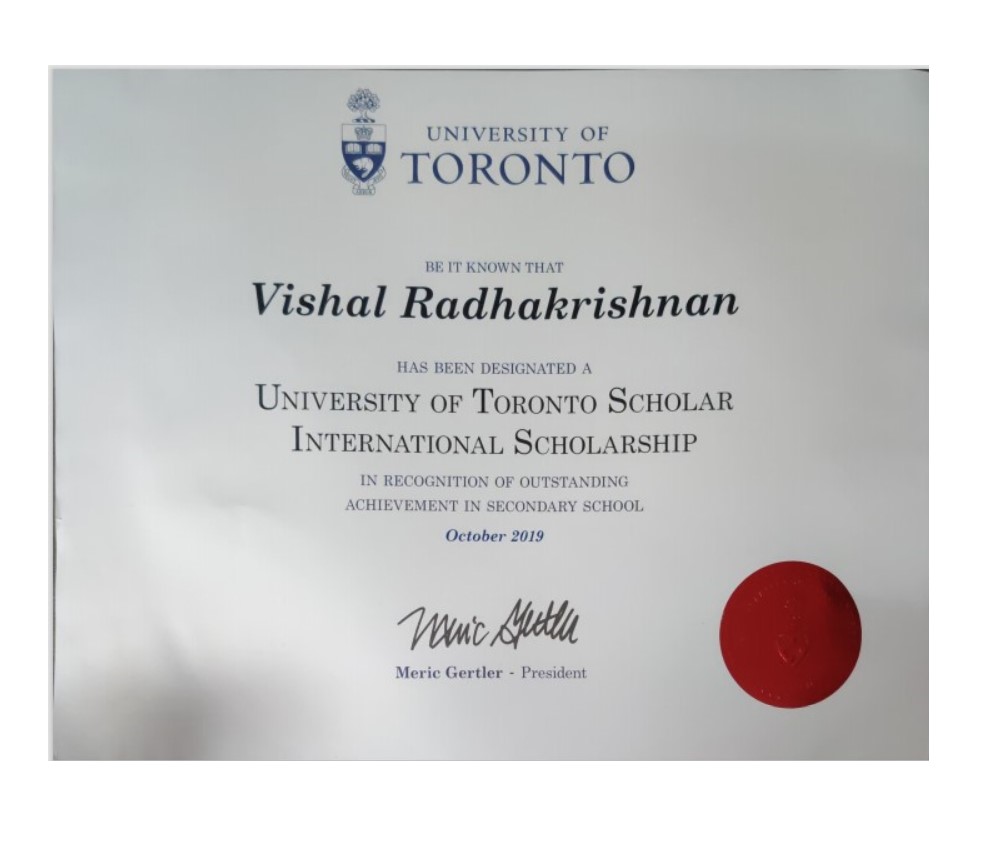 UNIVERSITY OF
TORONTO
BE IT KNOWN THAT
Vishal Radhakrishnan
HAS BEEN DESIGNATED A
UNIVERSITY OF TORONTO SCHOLAR
INTERNATIONAL SCHOLARSHIP
IN RECOGNITION OF OUTSTANDING
ACHIEVEMENT IN SECONDARY SCHOOL
October 2019
Meric Gertler
Meric Gertler - President